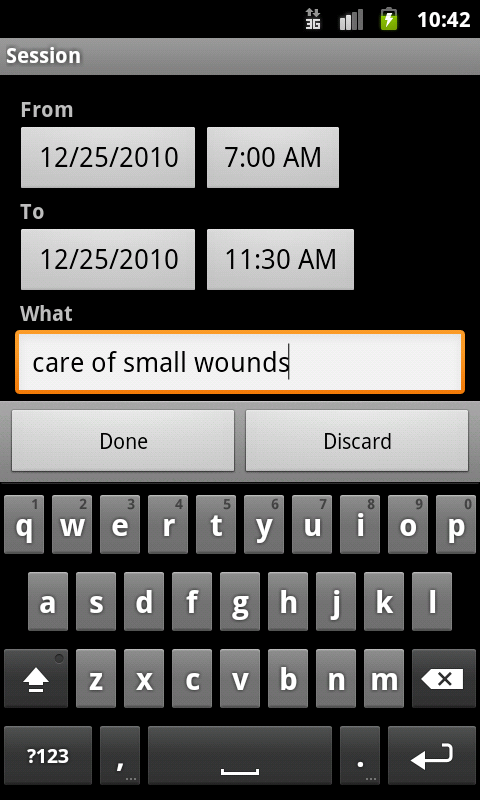 3G 10:42
Session
From
12/25/2010 7:00 AM
To
12/25/2010 11:30 AM
What
care of small wounds
Done Discard
1 2 3 4 5 6 7 8 9 0
q w e r t y u i o p
a s d f g h j k l
z x c v b n m
?123 , ... . ...